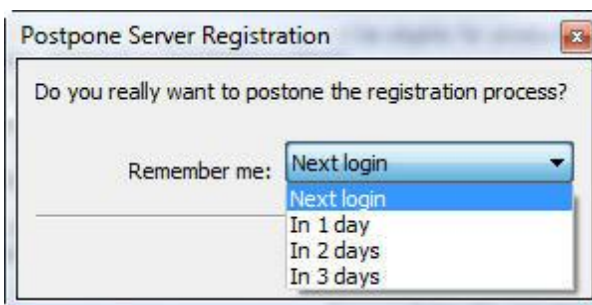 Postpone Server Registration
Do you really want to postone the registration process?
Remember me: Next login
Next login
In 1 day
In 2 days
In 3 days